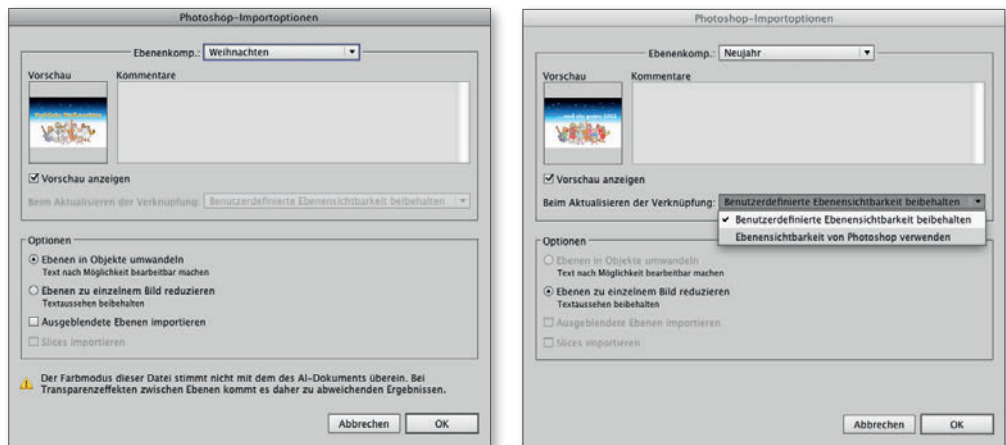 Photoshop-Importoptionen
Ebenenkomp.: Weihnachten
Vorschau Kommentare
Fröhliche Weihnachten
Vorschau anzeigen
Beim Aktualisieren der Verknüpfung: Benutzerdefinierte Ebenensichtbarkeit beibehalten
Optionen
Ebenen in Objekte umwandeln
Text nach Möglichkeit bearbeitbar machen
Ebenen zu einzelnem Bild reduzieren
Textaussehen beibehalten
Ausgeblendete Ebenen importieren
Slices importieren
Der Farbmodus dieser Datei stimmt nicht mit dem des AI-Dokuments überein. Bei
Transparenzeffekten zwischen Ebenen kommt es daher zu abweichenden Ergebnissen.
Abbrechen OK
Photoshop-Importoptionen
Ebenenkomp.: Neujahr
Vorschau Kommentare
Vorschau anzeigen
Beim Aktualisieren der Verknüpfung: Benutzerdefinierte Ebenensichtbarkeit beibehalten
Benutzerdefinierte Ebenensichtbarkeit beibehalten
Ebenensichtbarkeit von Photoshop verwenden
Optionen
Ebenen in Objekte umwandeln
Text nach Möglichkeit bearbeitbar machen
Ebenen zu einzelnem Bild reduzieren
Textaussehen beibehalten
Ausgeblendete Ebenen importieren
Slices importieren
Abbrechen OK